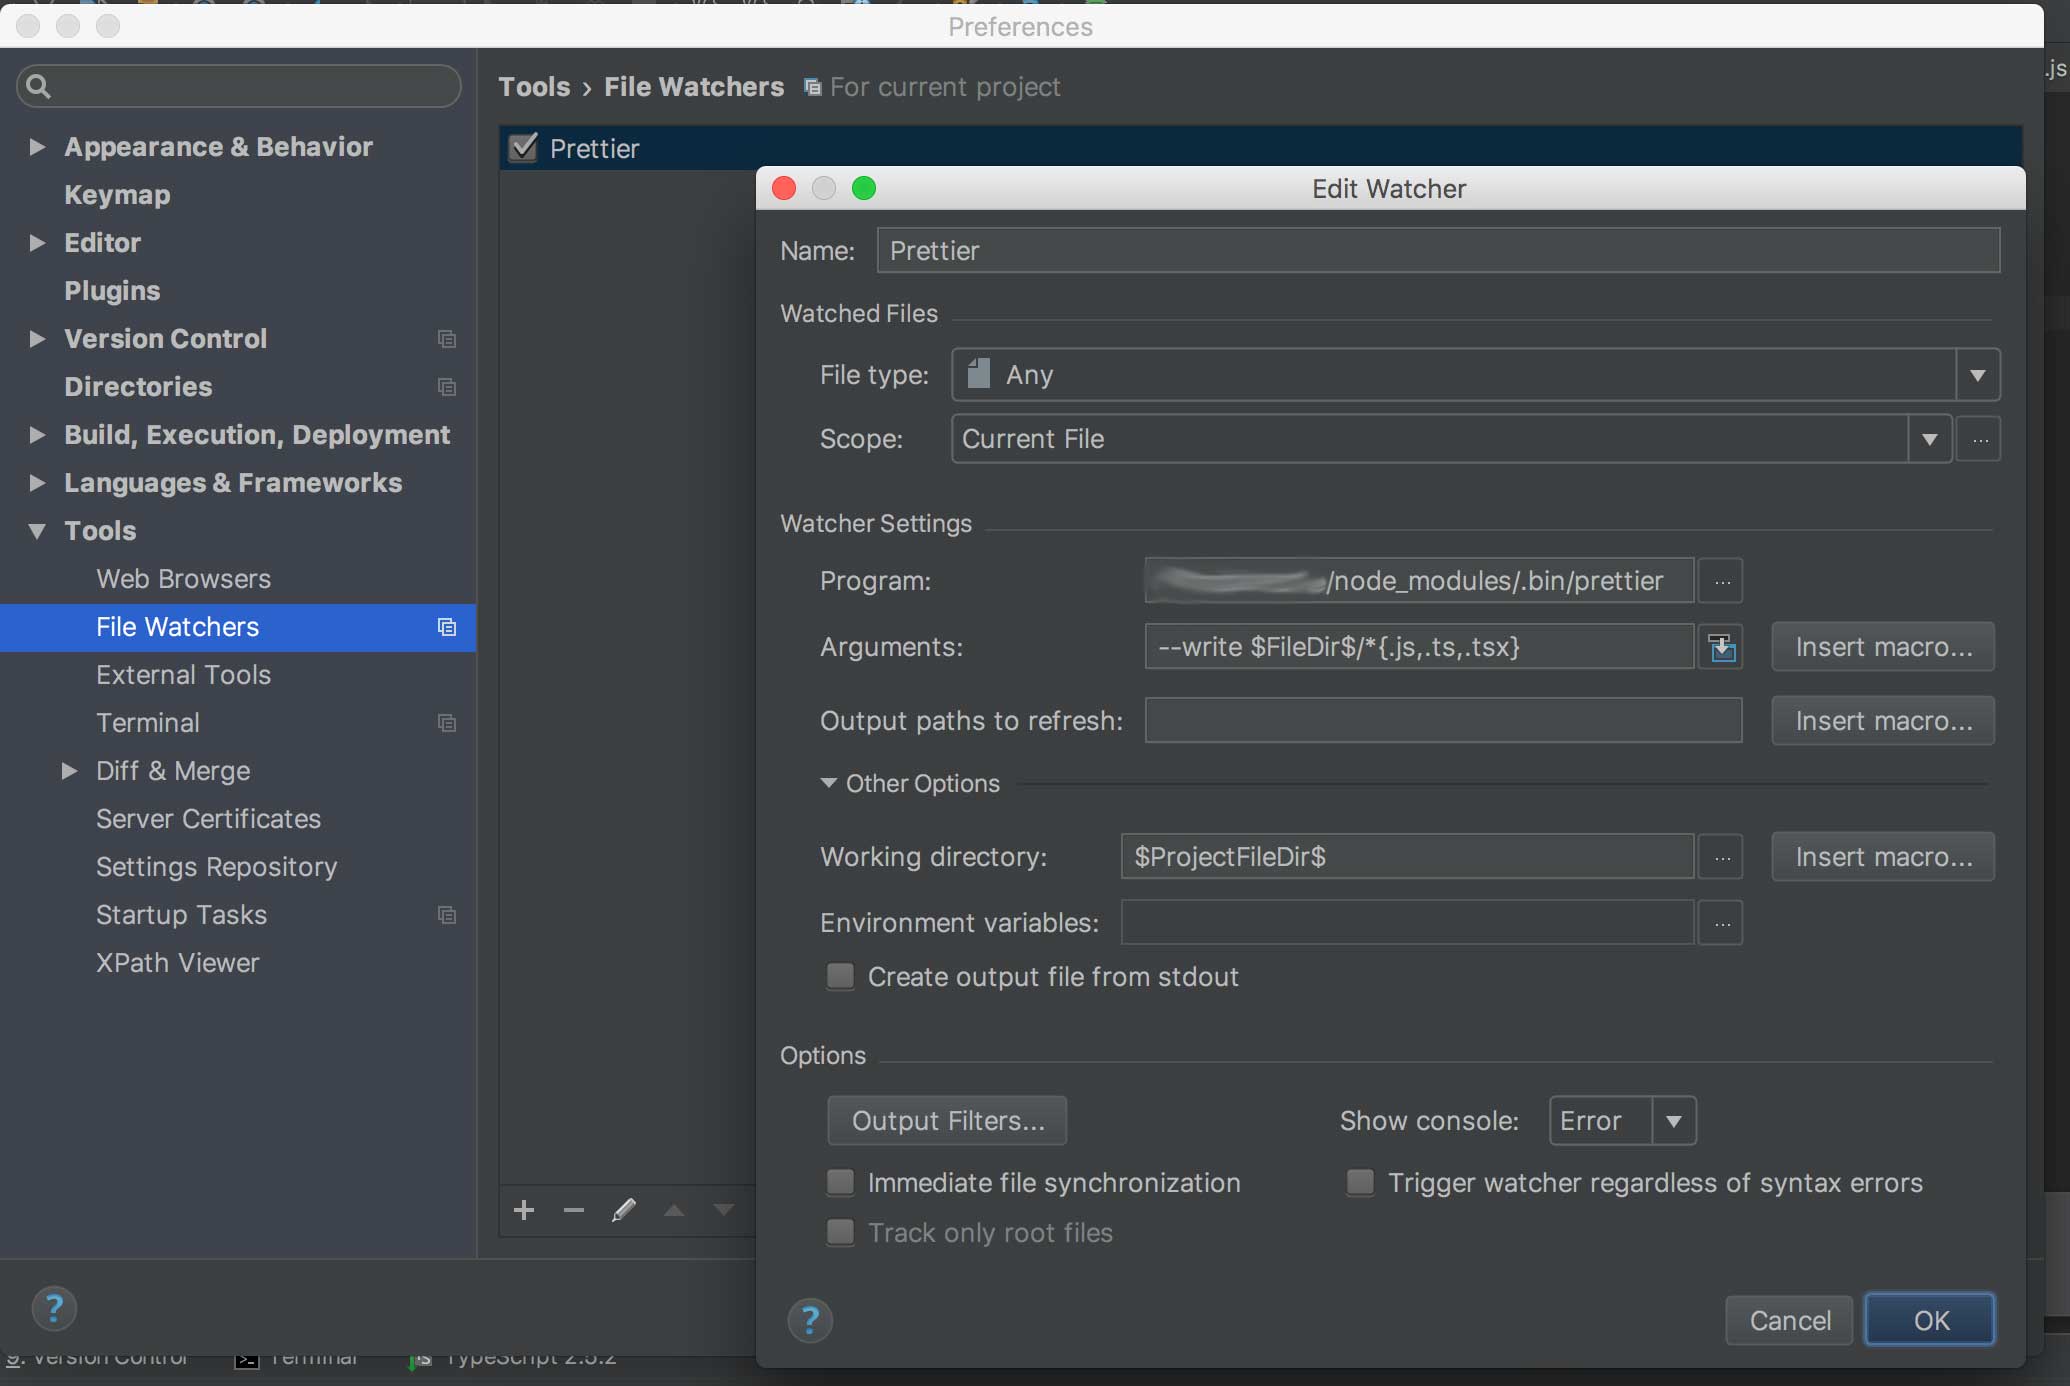 Preferences
.js
Tools › File Watchers For current project
Appearance & Behavior
Keymap
Editor
Plugins
Version Control
Directories
Build, Execution, Deployment
Languages & Frameworks
Tools
Web Browsers
File Watchers
External Tools
Terminal
Diff & Merge
Server Certificates
Settings Repository
Startup Tasks
XPath Viewer
Prettier
Edit Watcher
Name: Prettier
Watched Files
File type: Any
Scope: Current File ...
Watcher Settings
Program: /node_modules/.bin/prettier ...
Arguments: --write $FileDir$/*{.js,.ts,.tsx} Insert macro...
Output paths to refresh: Insert macro...
Other Options
Working directory: $ProjectFileDir$ ... Insert macro...
Environment variables: ...
Create output file from stdout
Options
Output Filters... Show console: Error
Immediate file synchronization Trigger watcher regardless of syntax errors
Track only root files
? ? Cancel OK
9: Version Control Terminal TypeScript 2.5.2